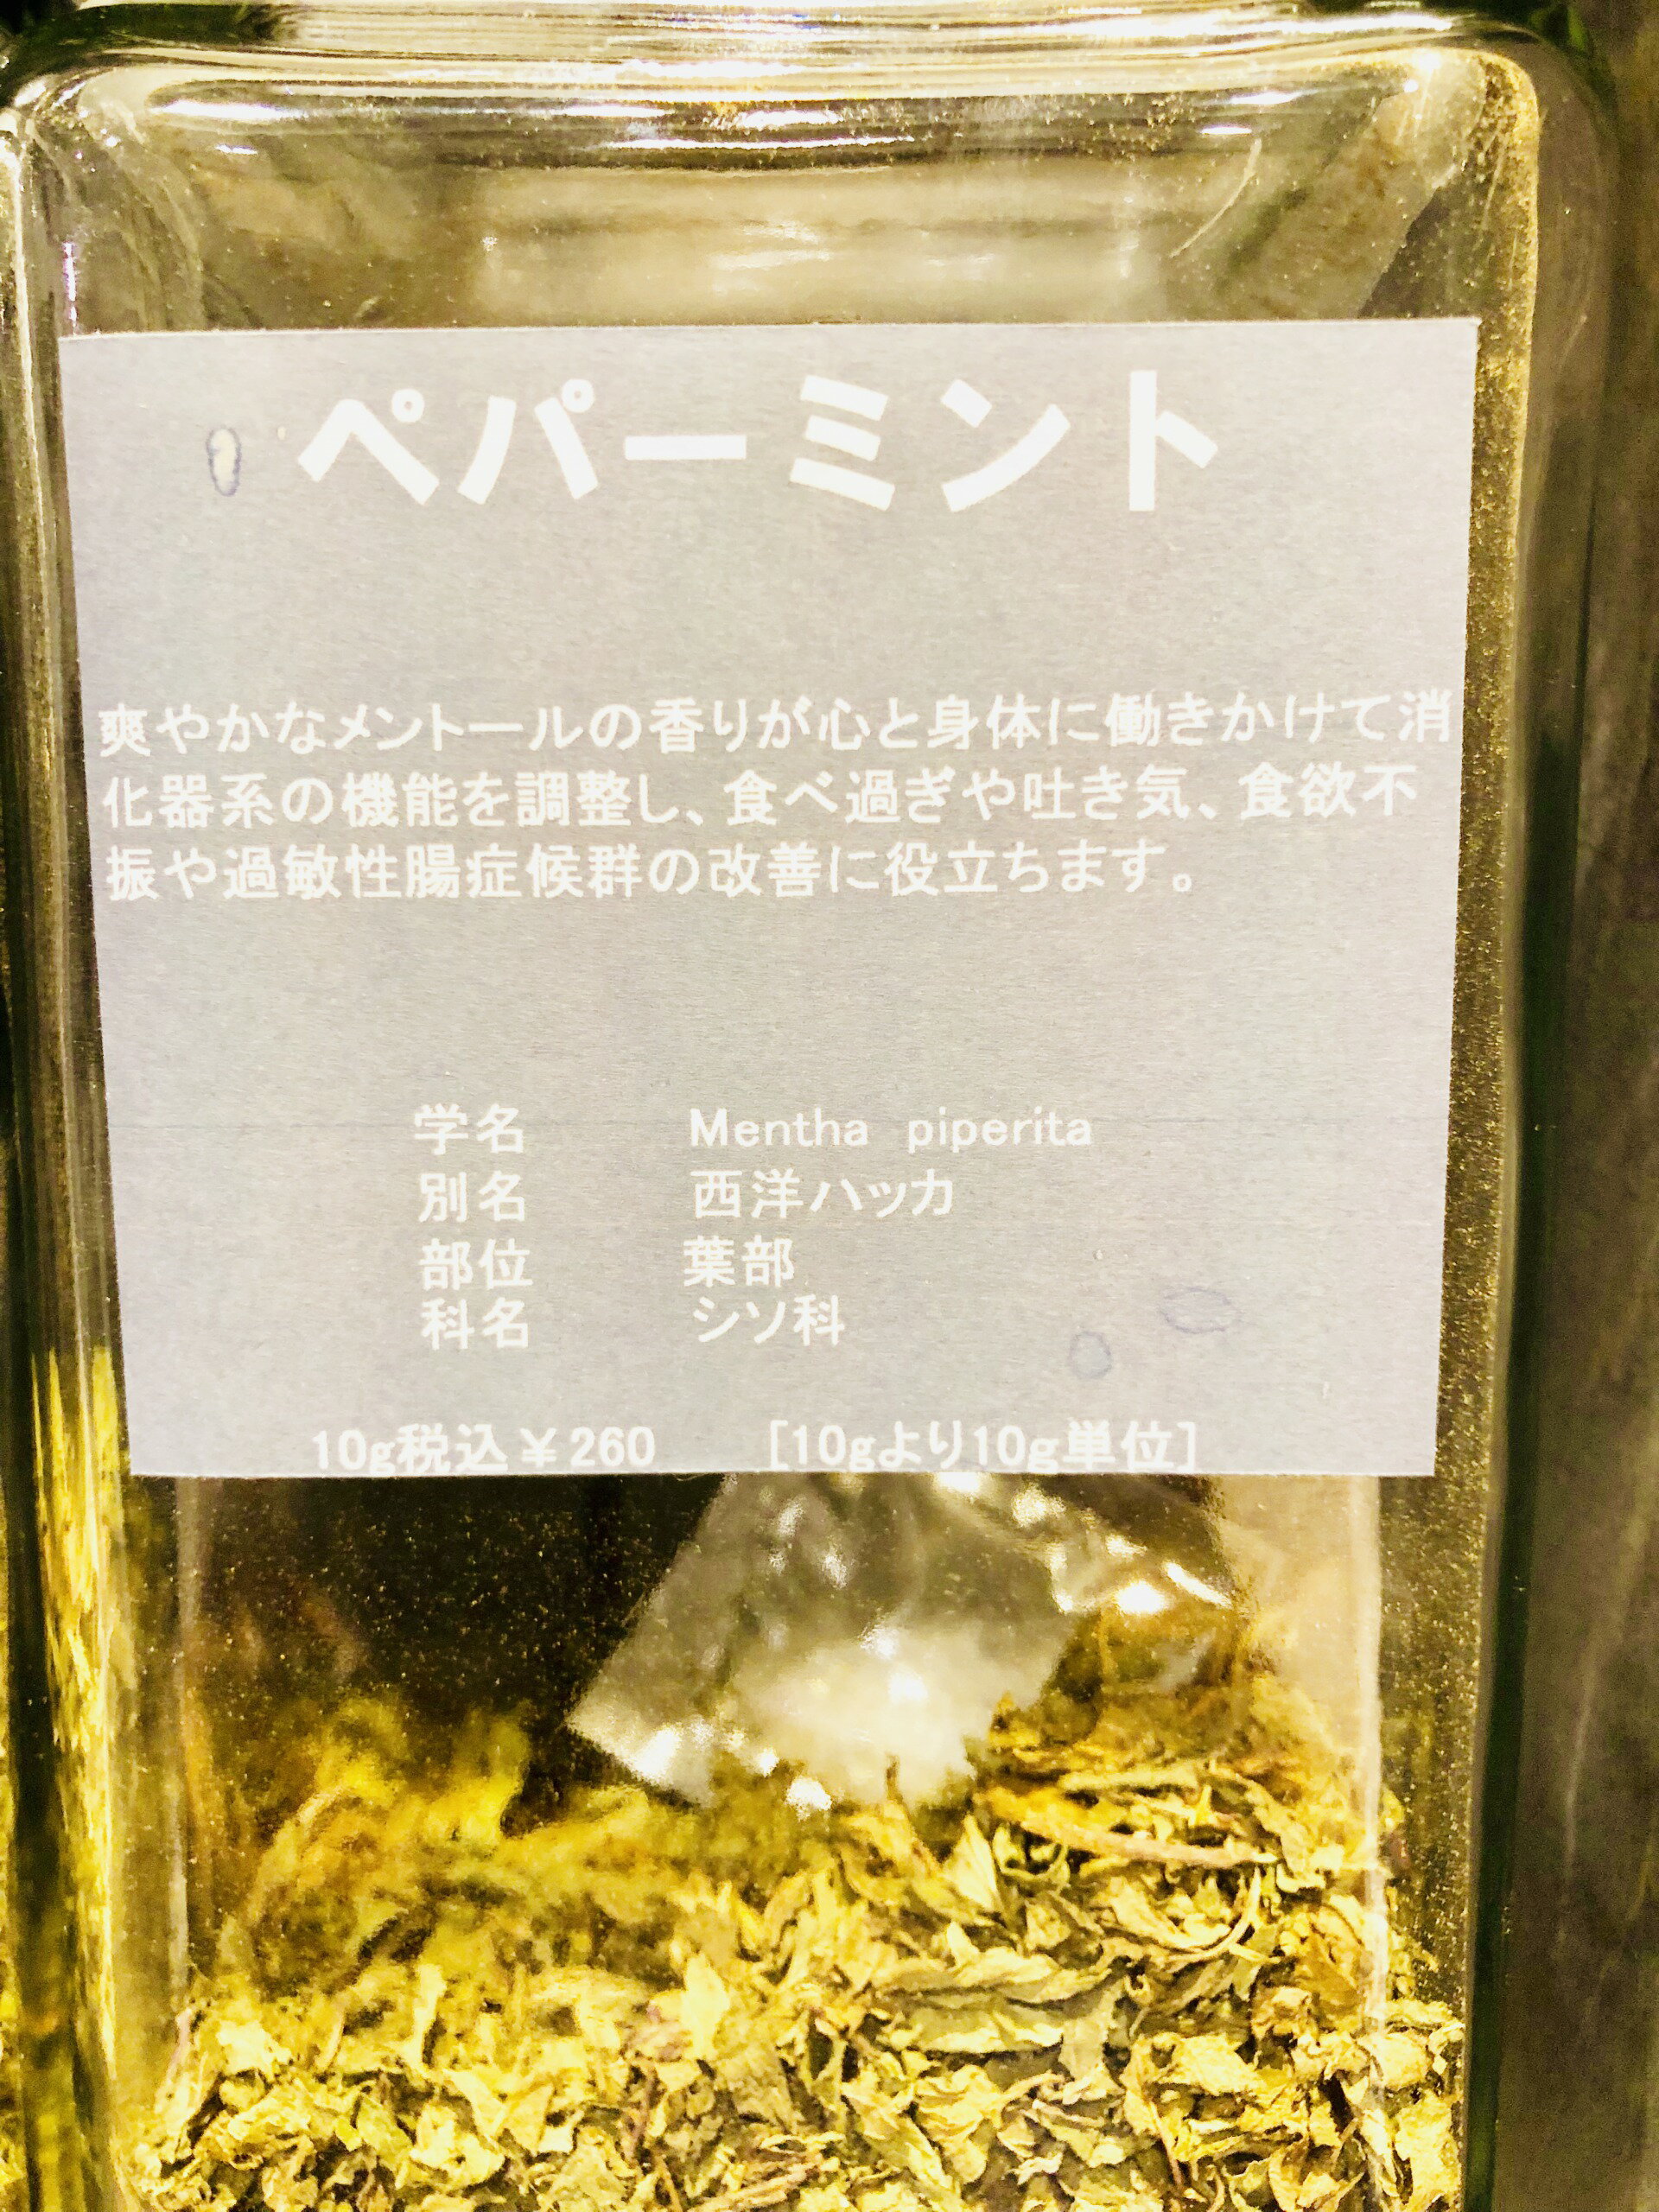 ペパーミント
爽やかなメントールの香りが心と身体に働きかけて消
化器系の機能を調整し、食べ過ぎや吐き気、食欲不
振や過敏性腸症候群の改善に役立ちます。
学名 Mentha piperita
別名 西洋ハッカ
部位 葉部
科名 シソ科
10g税込￥260 [10gより10g単位]